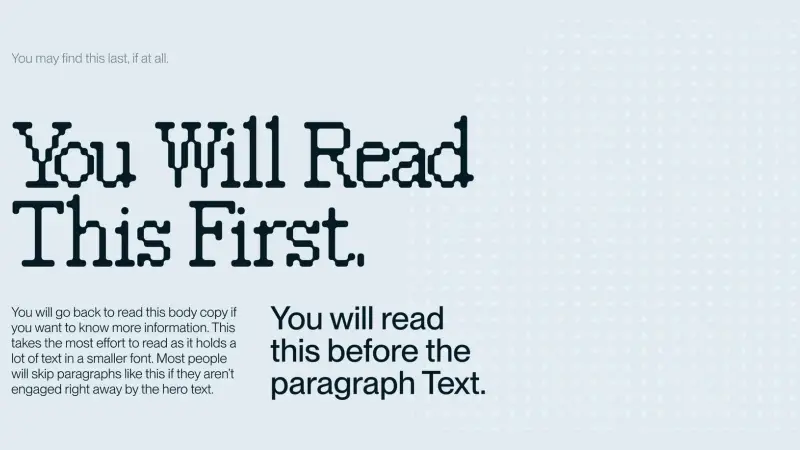 You may find this last, if at all.
You Will Read
This First.
You will go back to read this body copy if
you want to know more information. This
takes the most effort to read as it holds a
lot of text in a smaller font. Most people
will skip paragraphs like this if they aren't
engaged right away by the hero text.
You will read
this before the
paragraph Text.